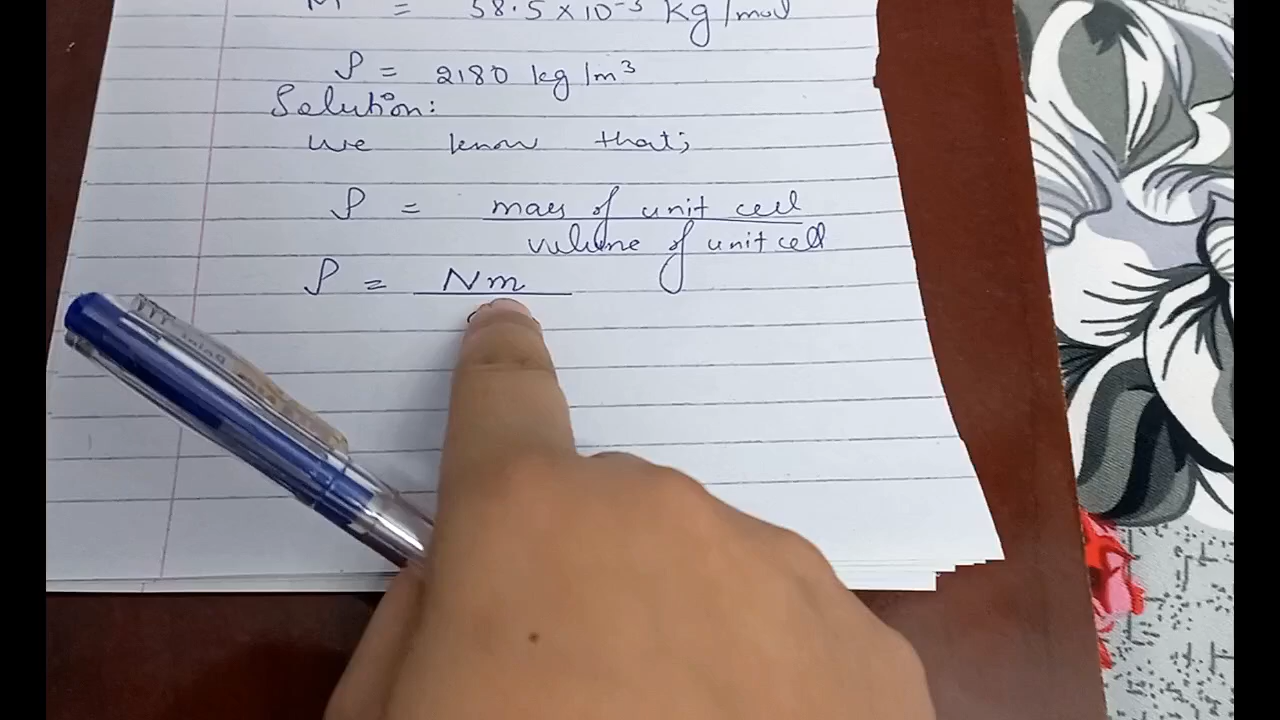 M = 58.5 x 10⁻³ kg/mol
ρ = 2180 kg/m³
Solution:
we know that;
ρ = mass of unit cell
volume of unit cell
ρ = Nm